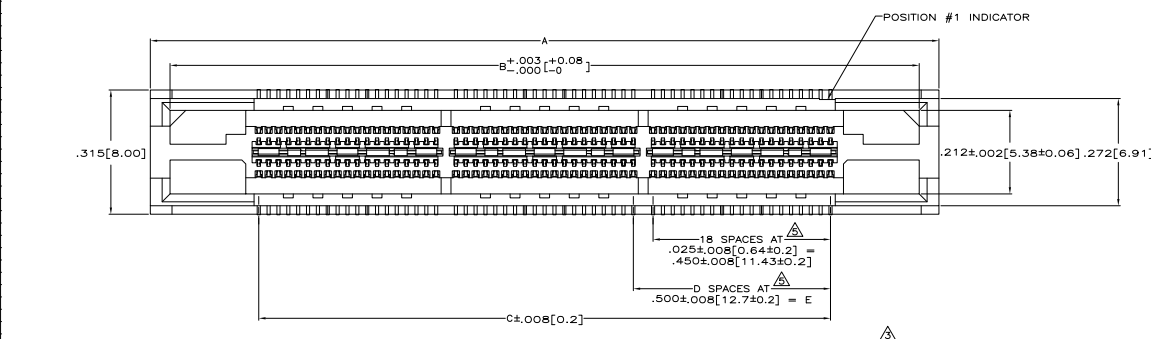 POSITION #1 INDICATOR
A
B +.003 -.000 [ +0.08 -0 ]
.315[8.00]
.212±.002[5.38±0.06]
.272[6.91]
18 SPACES AT 5
.025±.008[0.64±0.2] =
.450±.008[11.43±0.2]
D SPACES AT 5
.500±.008[12.7±0.2] = E
C±.008[0.2]
3